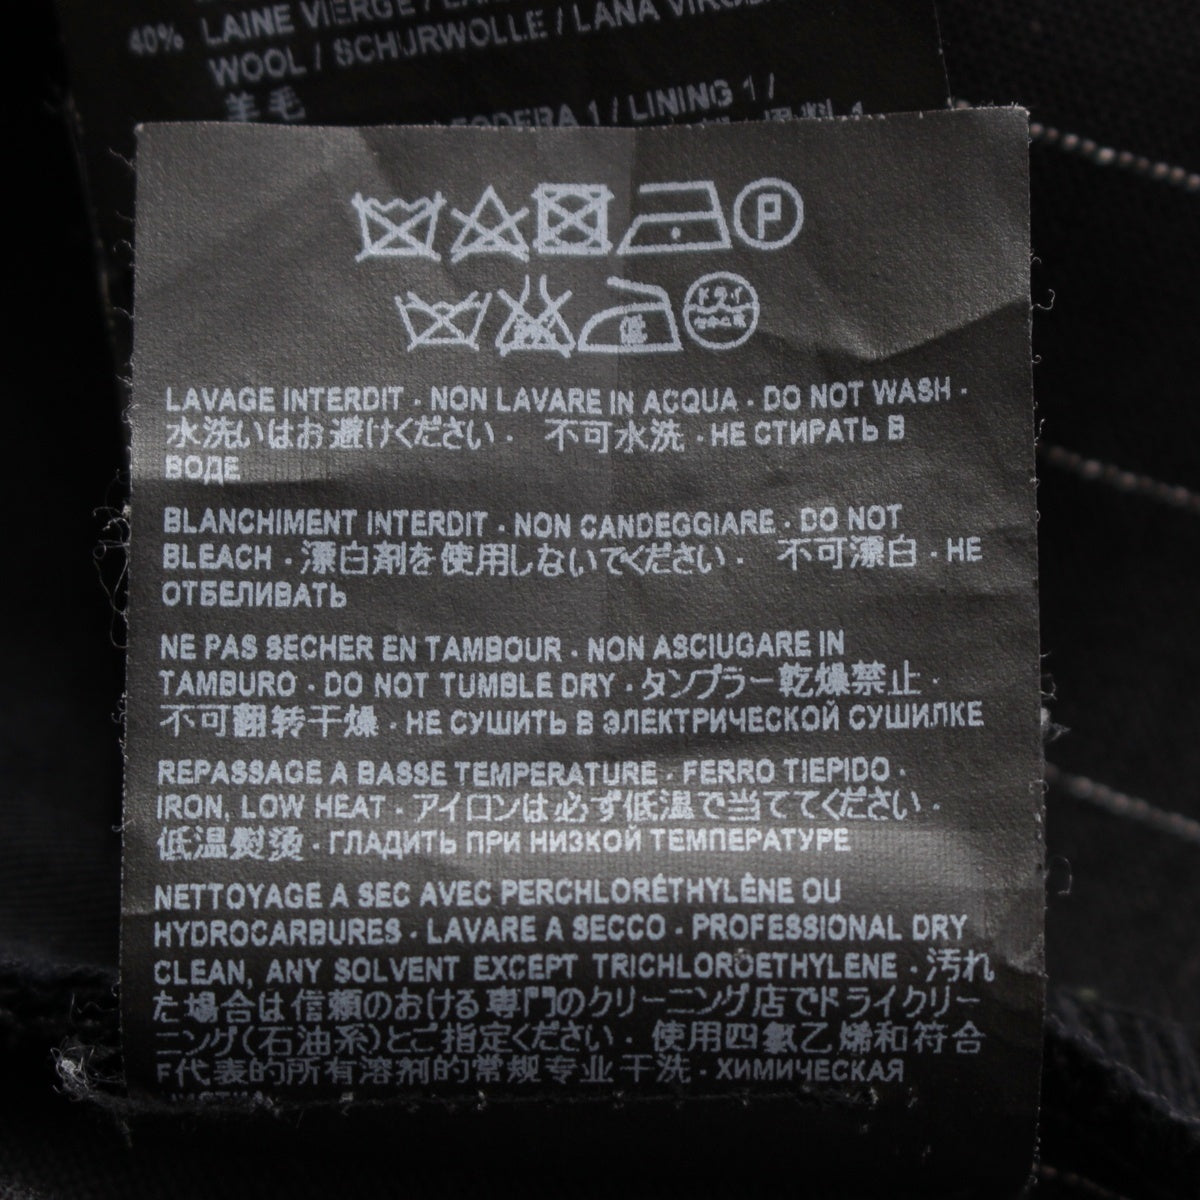 40% LAINE VIERGE /
WOOL / SCHURWOLLE / LANA
羊毛
1 / LINING 1 /
P
低
ドライ
LAVAGE INTERDIT · NON LAVARE IN ACQUA · DO NOT WASH ·
水洗いはお避けください · 不可水洗 · НЕ СТИРАТЬ В
ВОДЕ
BLANCHIMENT INTERDIT · NON CANDEGGIARE · DO NOT
BLEACH · 漂白剤を使用しないでください · 不可漂白 · НЕ
ОТБЕЛИВАТЬ
NE PAS SECHER EN TAMBOUR · NON ASCIUGARE IN
TAMBURO · DO NOT TUMBLE DRY · タンブラー乾燥禁止 ·
不可翻转干燥 · НЕ СУШИТЬ В ЭЛЕКТРИЧЕСКОЙ СУШИЛКЕ
REPASSAGE A BASSE TEMPERATURE · FERRO TIEPIDO ·
IRON, LOW HEAT · アイロンは必ず低温で当ててください ·
低温熨烫 · ГЛАДИТЬ ПРИ НИЗКОЙ ТЕМПЕРАТУРЕ
NETTOYAGE A SEC AVEC PERCHLORÉTHYLÈNE OU
HYDROCARBURES · LAVARE A SECCO · PROFESSIONAL DRY
CLEAN, ANY SOLVENT EXCEPT TRICHLOROETHYLENE · 汚れ
た場合は信頼のおける専門のクリーニング店でドライクリー
ニング(石油系)とご指定ください · 使用四氯乙烯和符合
F代表的所有溶剂的常规专业干洗 · ХИМИЧЕСКАЯ